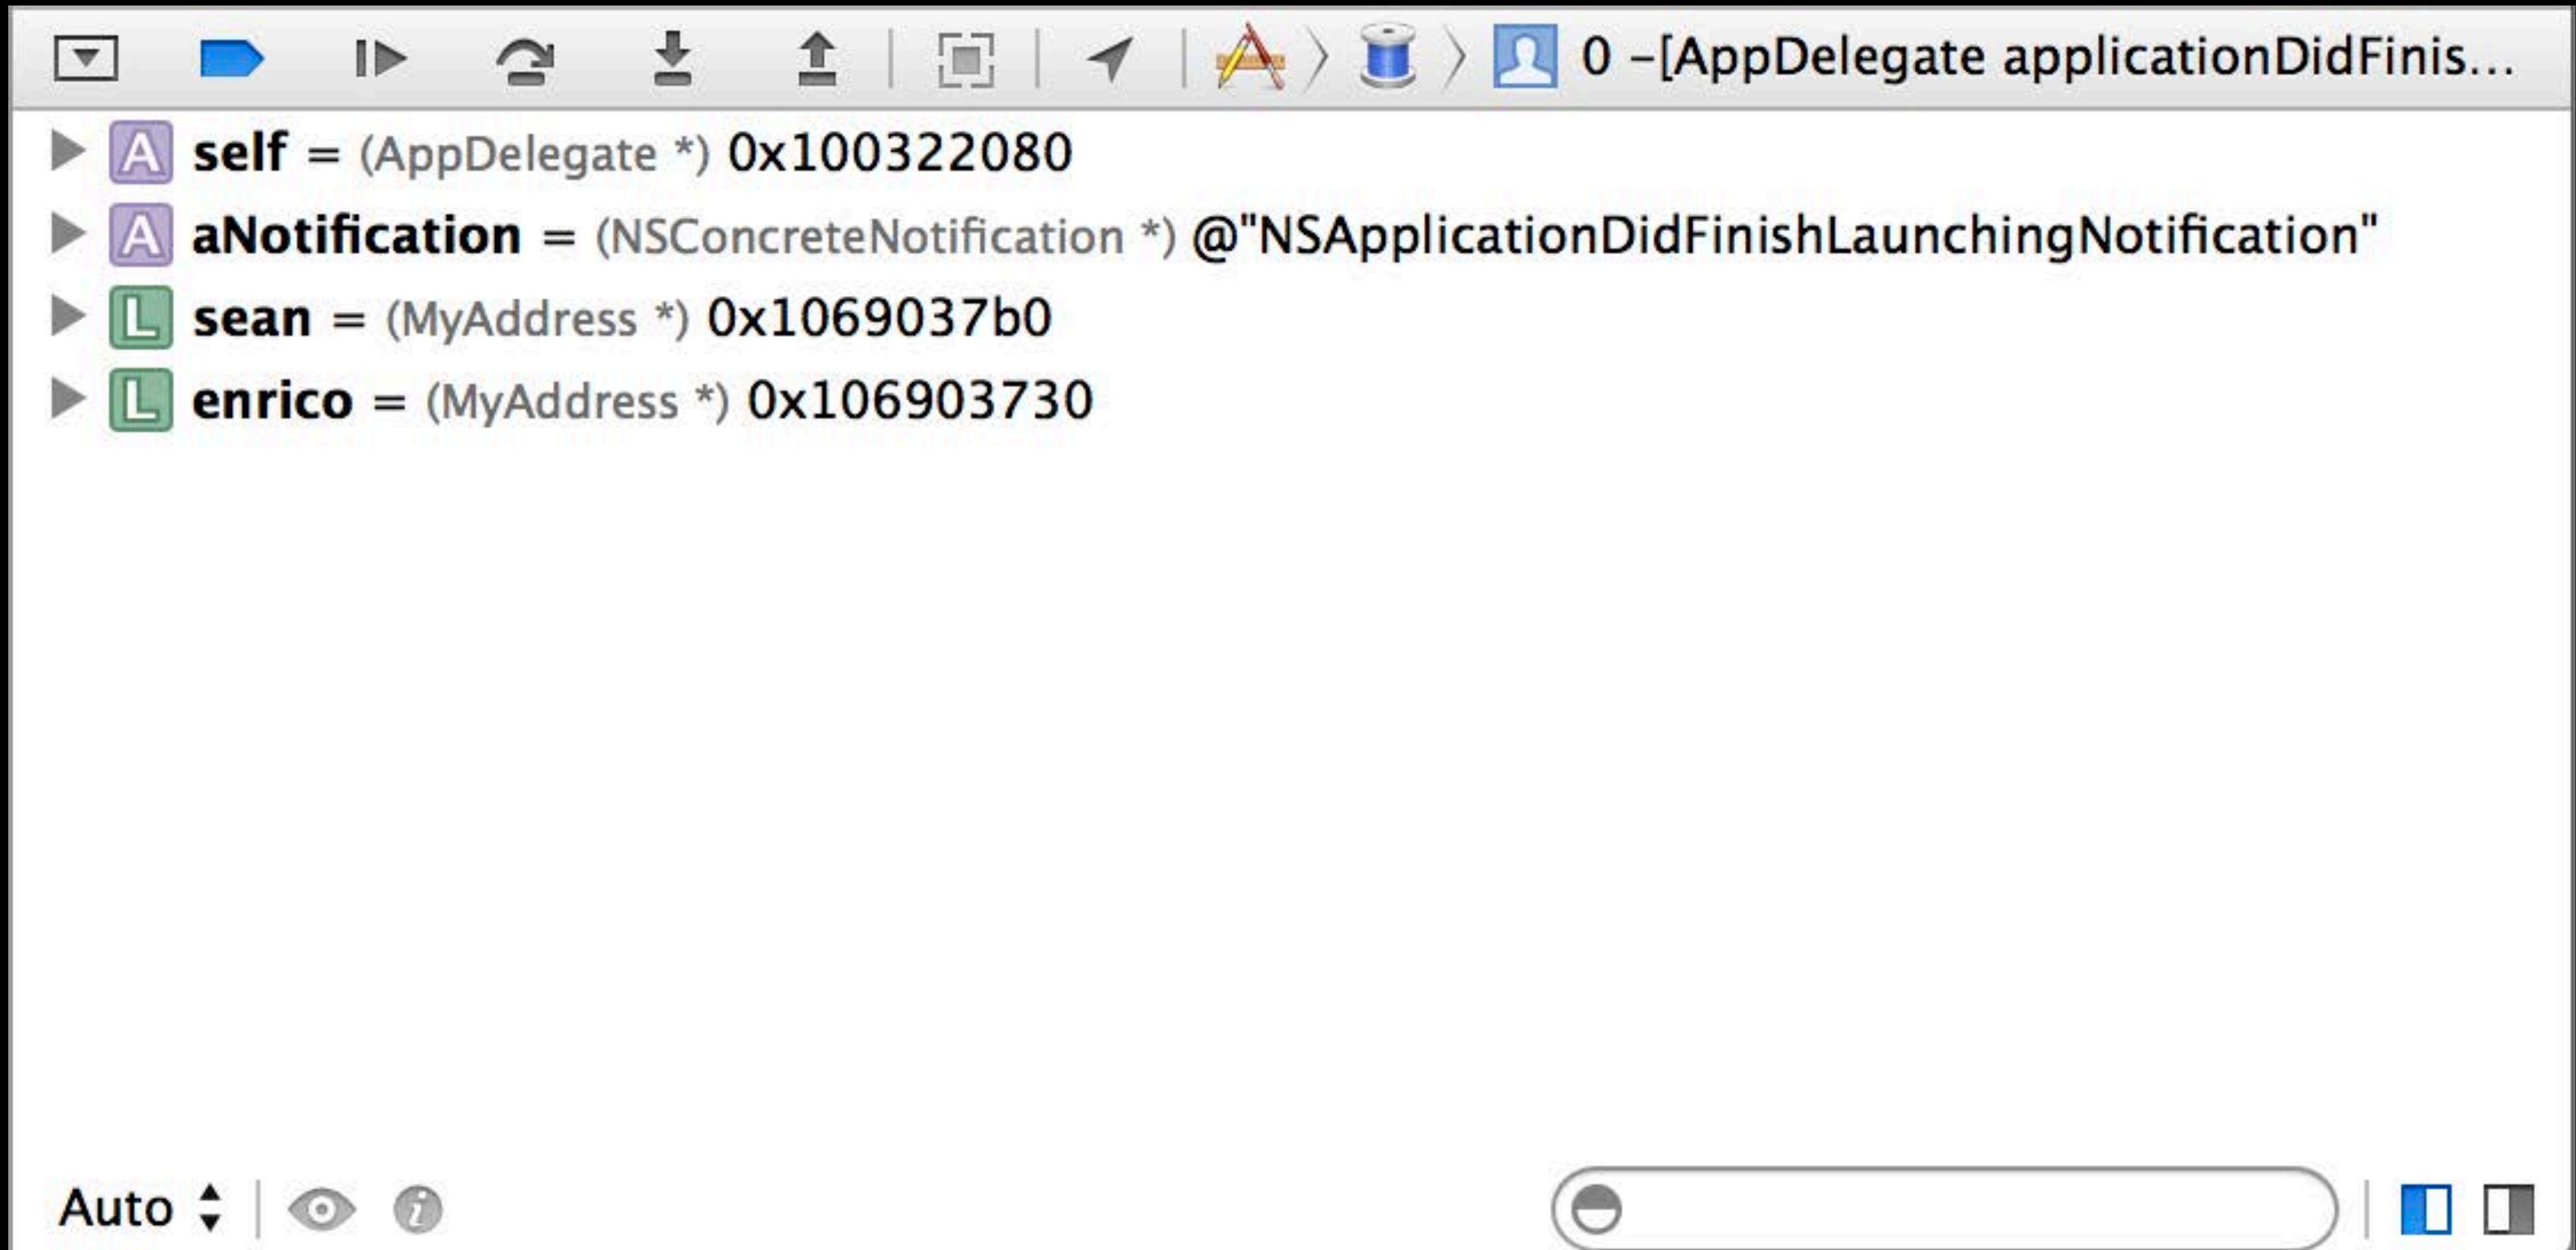 0 -[AppDelegate applicationDidFinis...
A self = (AppDelegate *) 0x100322080
A aNotification = (NSConcreteNotification *) @"NSApplicationDidFinishLaunchingNotification"
L sean = (MyAddress *) 0x1069037b0
L enrico = (MyAddress *) 0x106903730
Auto